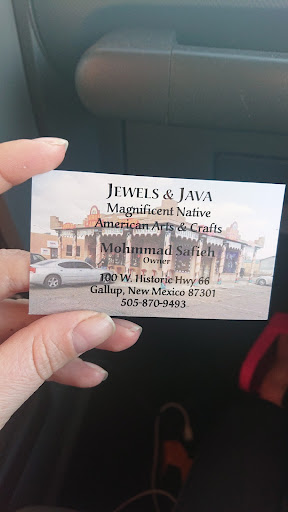 JEWELS & JAVA
Magnificent Native
American Arts & Crafts
Mohmmad Safieh
Owner
100 W. Historic Hwy 66
Gallup, New Mexico 87301
505-870-9493